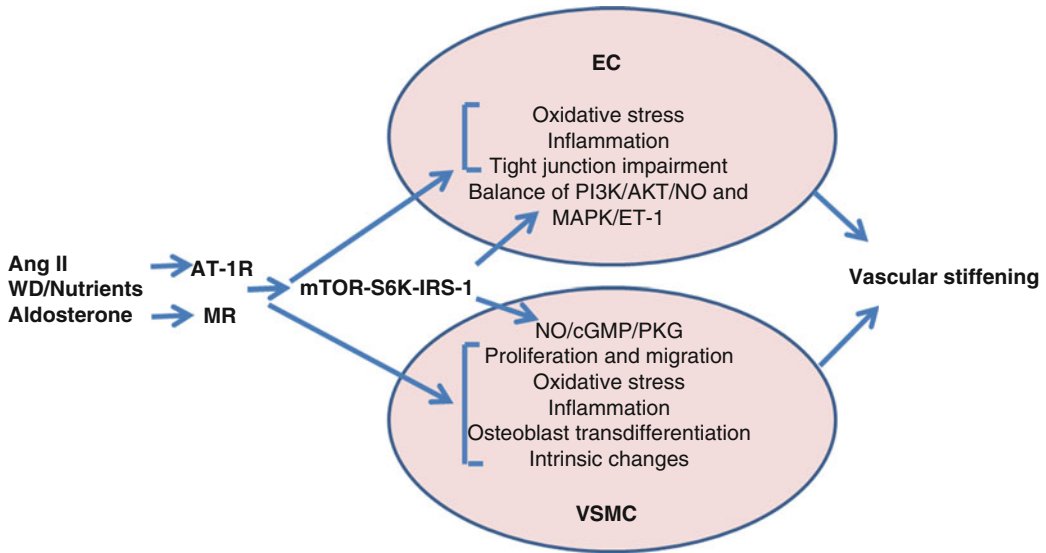 EC
Oxidative stress
Inflammation
Tight junction impairment
Balance of PI3K/AKT/NO and
MAPK/ET-1
Ang II
WD/Nutrients
Aldosterone
AT-1R
MR
mTOR-S6K-IRS-1
Vascular stiffening
NO/cGMP/PKG
Proliferation and migration
Oxidative stress
Inflammation
Osteoblast transdifferentiation
Intrinsic changes
VSMC